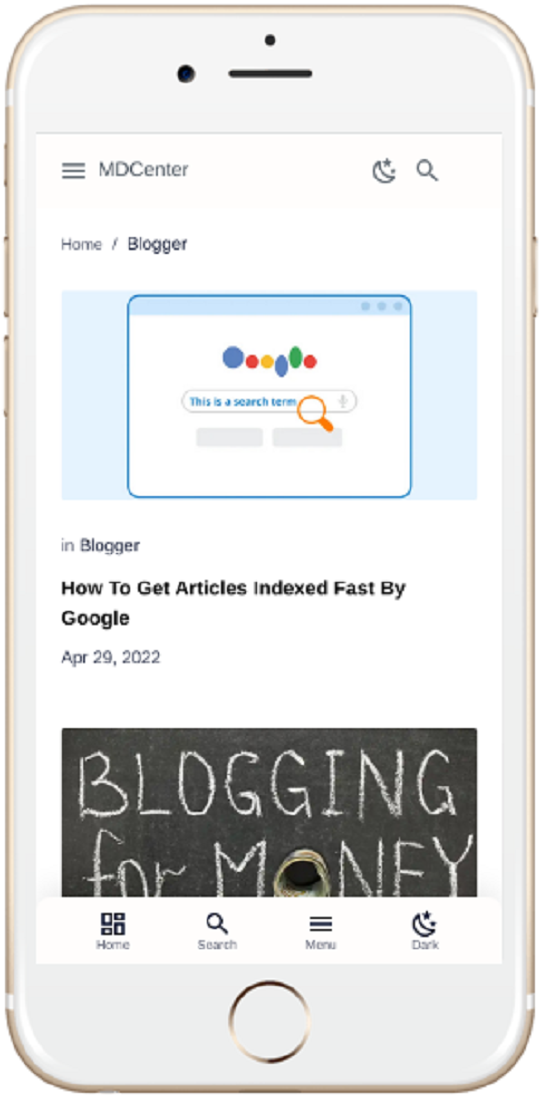 MDCenter
Home / Blogger
This is a search term
in Blogger
How To Get Articles Indexed Fast By
Google
Apr 29, 2022
BLOGGING
for MONEY
Home Search Menu Dark